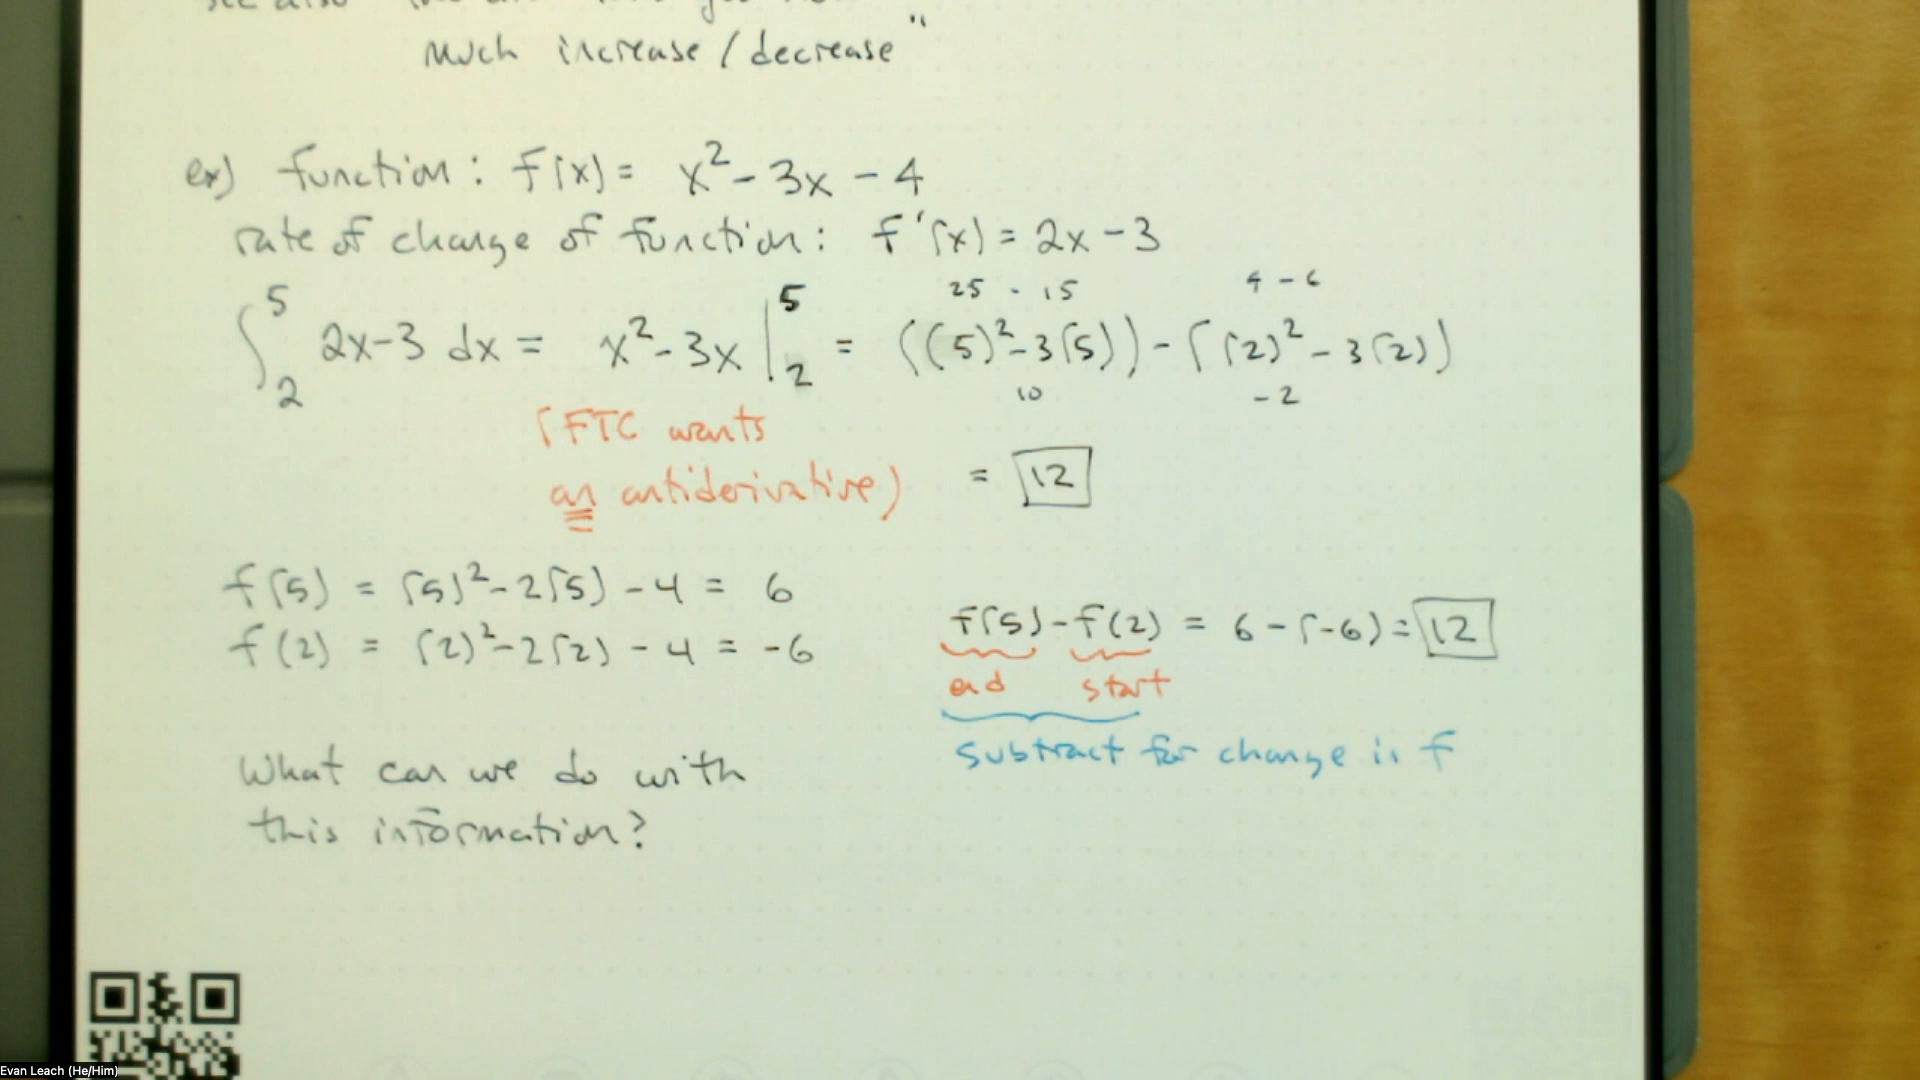 see also
much increase / decrease"
ex) function: f(x) = x² - 3x - 4
rate of change of function: f'(x) = 2x - 3
25 - 15 4 - 6
∫₂⁵ 2x-3 dx = x² - 3x |₂⁵ = ((5)² - 3(5)) - ((2)² - 3(2))
10 -2
(FTC wants
an antiderivative) = 12
f(5) = (5)² - 2(5) - 4 = 6
f(2) = (2)² - 2(2) - 4 = -6
f(5) - f(2) = 6 - (-6) = 12
end start
subtract for change in f
What can we do with
this information?
Evan Leach (He/Him)